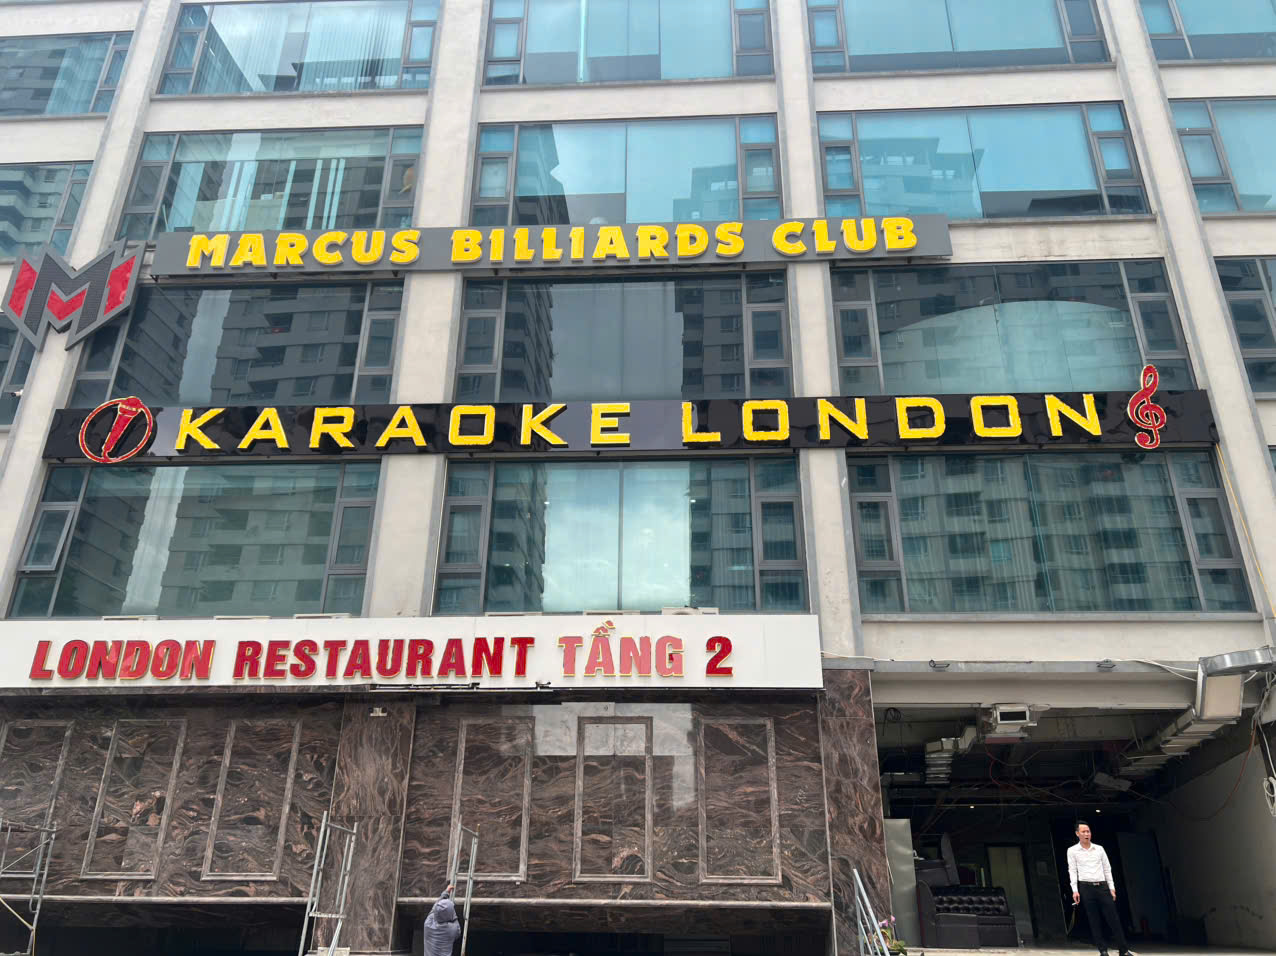 MARCUS BILLIARDS CLUB
KARAOKE LONDON
LONDON RESTAURANT TẦNG 2